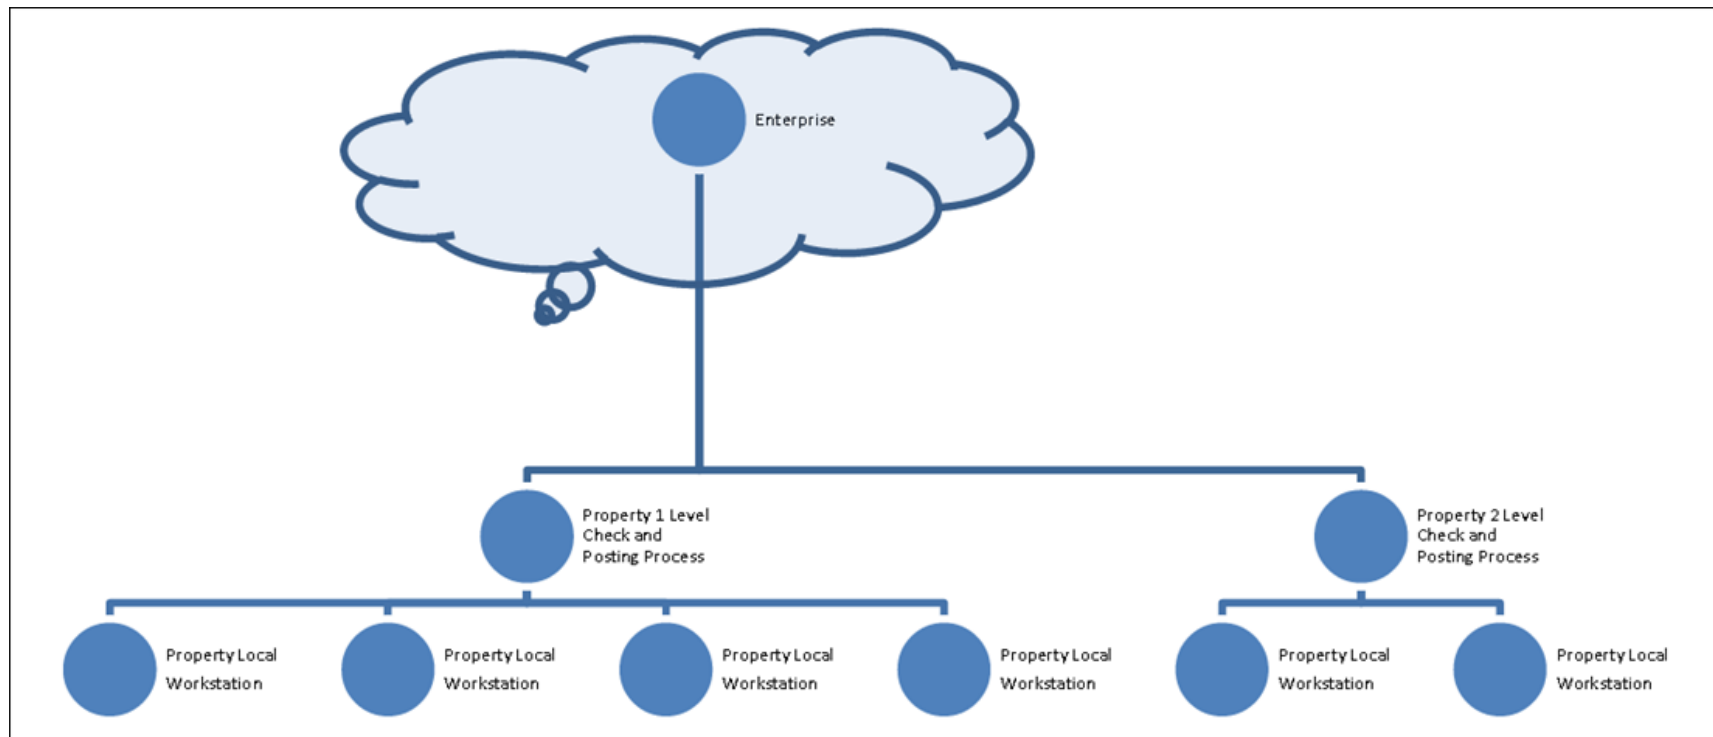 Enterprise
Property 1 Level
Check and
Posting Process
Property 2 Level
Check and
Posting Process
Property Local
Workstation
Property Local
Workstation
Property Local
Workstation
Property Local
Workstation
Property Local
Workstation
Property Local
Workstation